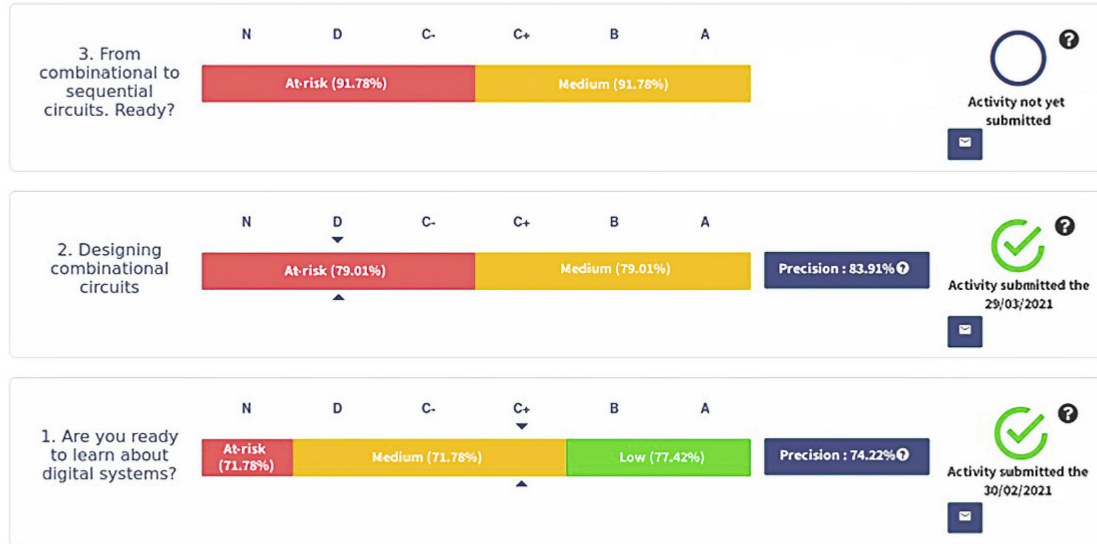 N D C- C+ B A
3. From
combinational to
sequential
circuits. Ready?
At-risk (91.78%) Medium (91.78%)
Activity not yet
submitted
N D C- C+ B A
2. Designing
combinational
circuits
At-risk (79.01%) Medium (79.01%) Precision : 83.91%
Activity submitted the
29/03/2021
N D C- C+ B A
1. Are you ready
to learn about
digital systems?
At-risk
(71.78%)
Medium (71.78%) Low (77.42%) Precision : 74.22%
Activity submitted the
30/02/2021